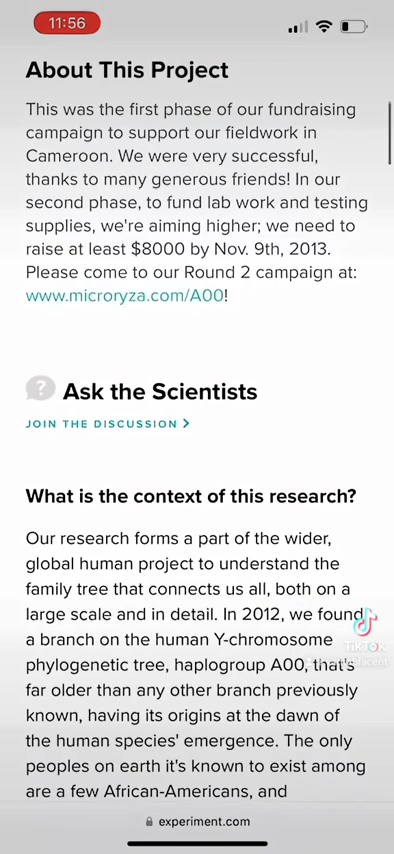 11:56
About This Project
This was the first phase of our fundraising
campaign to support our fieldwork in
Cameroon. We were very successful,
thanks to many generous friends! In our
second phase, to fund lab work and testing
supplies, we're aiming higher; we need to
raise at least $8000 by Nov. 9th, 2013.
Please come to our Round 2 campaign at:
www.microryza.com/A00!
Ask the Scientists
JOIN THE DISCUSSION >
What is the context of this research?
Our research forms a part of the wider,
global human project to understand the
family tree that connects us all, both on a
large scale and in detail. In 2012, we found
a branch on the human Y-chromosome
TikTok
phylogenetic tree, haplogroup A00, that's
far older than any other branch previously
known, having its origins at the dawn of
the human species' emergence. The only
peoples on earth it's known to exist among
are a few African-Americans, and
experiment.com